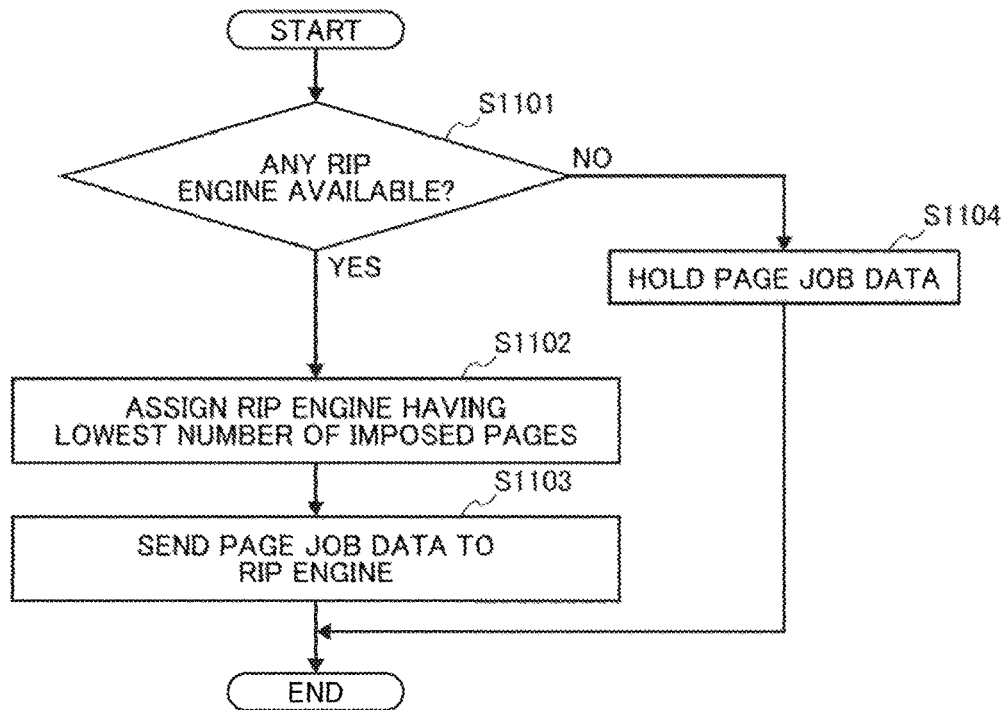 START
S1101
ANY RIP
ENGINE AVAILABLE?
NO
YES
S1104
HOLD PAGE JOB DATA
S1102
ASSIGN RIP ENGINE HAVING
LOWEST NUMBER OF IMPOSED PAGES
S1103
SEND PAGE JOB DATA TO
RIP ENGINE
END